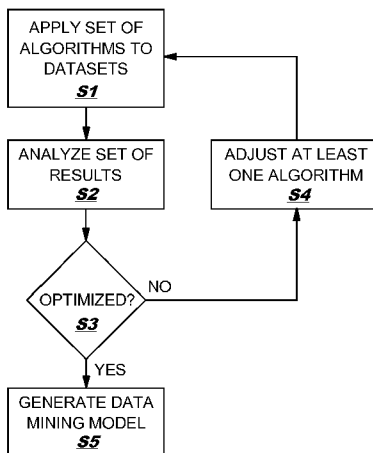 APPLY SET OF
ALGORITHMS TO
DATASETS
S1
ANALYZE SET OF
RESULTS
S2
ADJUST AT LEAST
ONE ALGORITHM
S4
OPTIMIZED?
S3
NO
YES
GENERATE DATA
MINING MODEL
S5